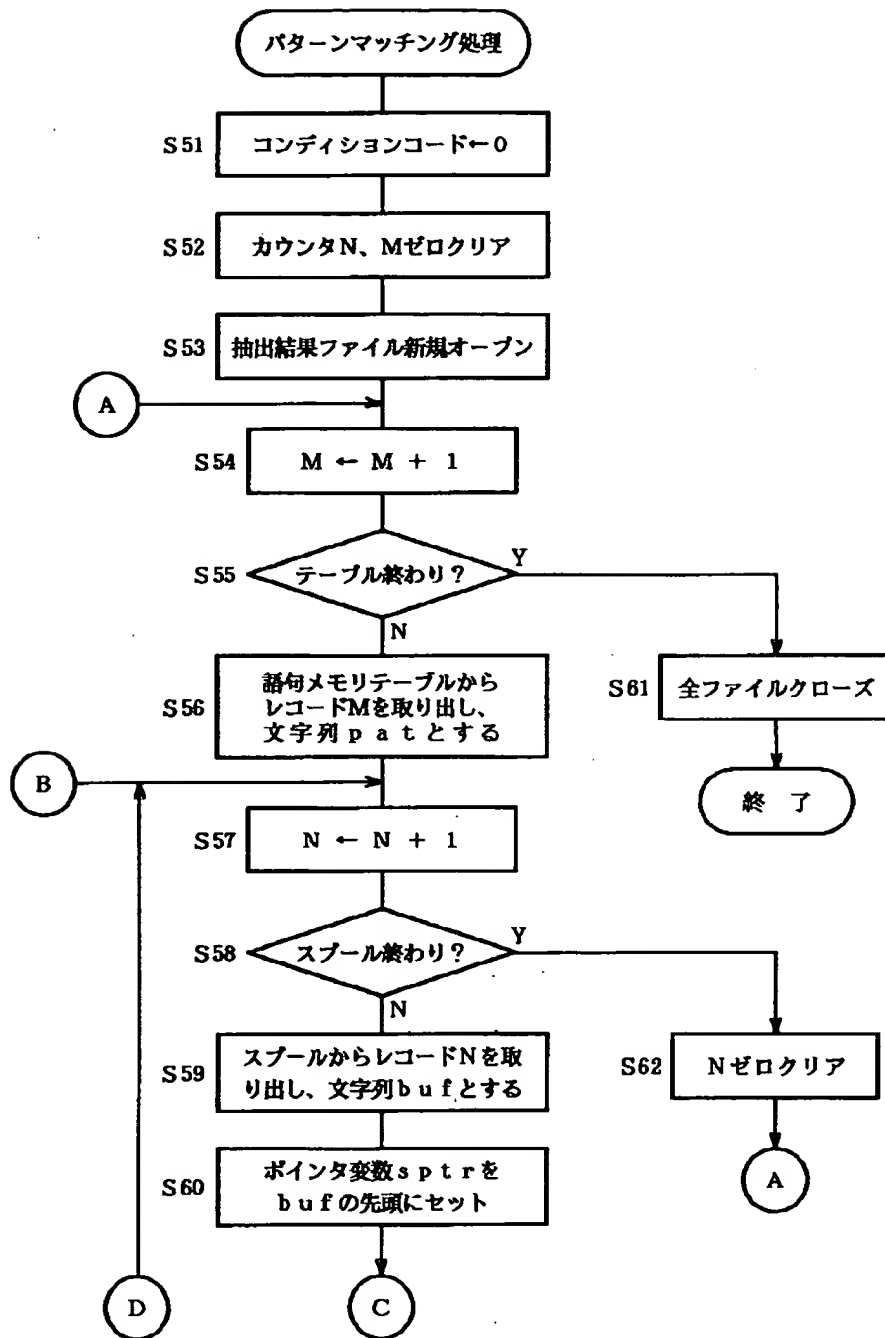 パターンマッチング処理
S51 コンディションコード←0
S52 カウンタN、Mゼロクリア
S53 抽出結果ファイル新規オープン
A
S54 M ← M + 1
S55 テーブル終わり? Y
N
S56 語句メモリテーブルから
レコードMを取り出し、
文字列patとする
S61 全ファイルクローズ
B
終 了
S57 N ← N + 1
S58 スプール終わり? Y
N
S59 スプールからレコードNを取
り出し、文字列bufとする
S62 Nゼロクリア
S60 ポインタ変数sptrを
bufの先頭にセット
A
D
C